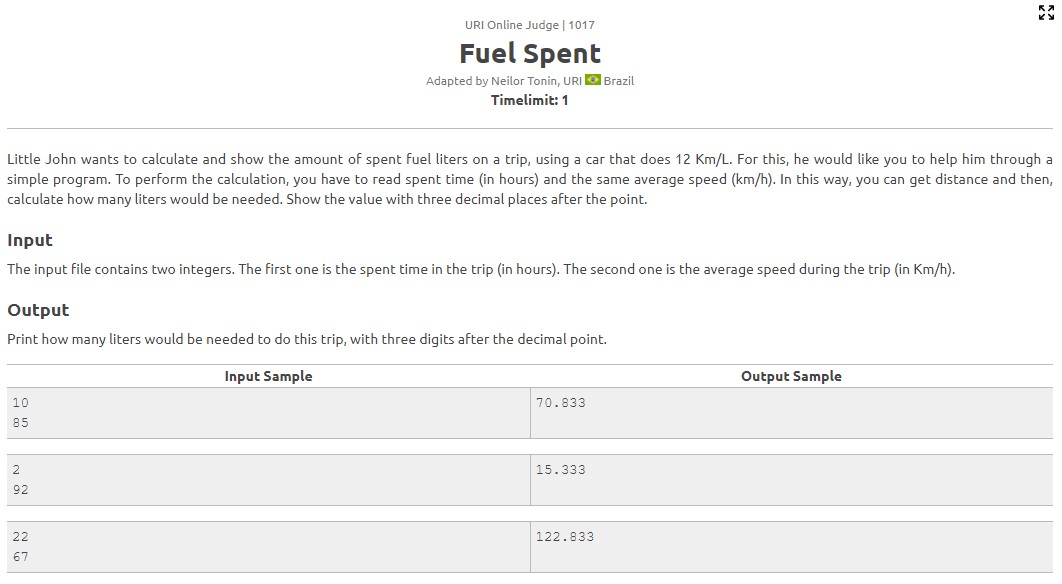 URI Online Judge | 1017
Fuel Spent
Adapted by Neilor Tonin, URI Brazil
Timelimit: 1
Little John wants to calculate and show the amount of spent fuel liters on a trip, using a car that does 12 Km/L. For this, he would like you to help him through a
simple program. To perform the calculation, you have to read spent time (in hours) and the same average speed (km/h). In this way, you can get distance and then,
calculate how many liters would be needed. Show the value with three decimal places after the point.
Input
The input file contains two integers. The first one is the spent time in the trip (in hours). The second one is the average speed during the trip (in Km/h).
Output
Print how many liters would be needed to do this trip, with three digits after the decimal point.
Input Sample Output Sample
10 70.833
85
2 15.333
92
22 122.833
67